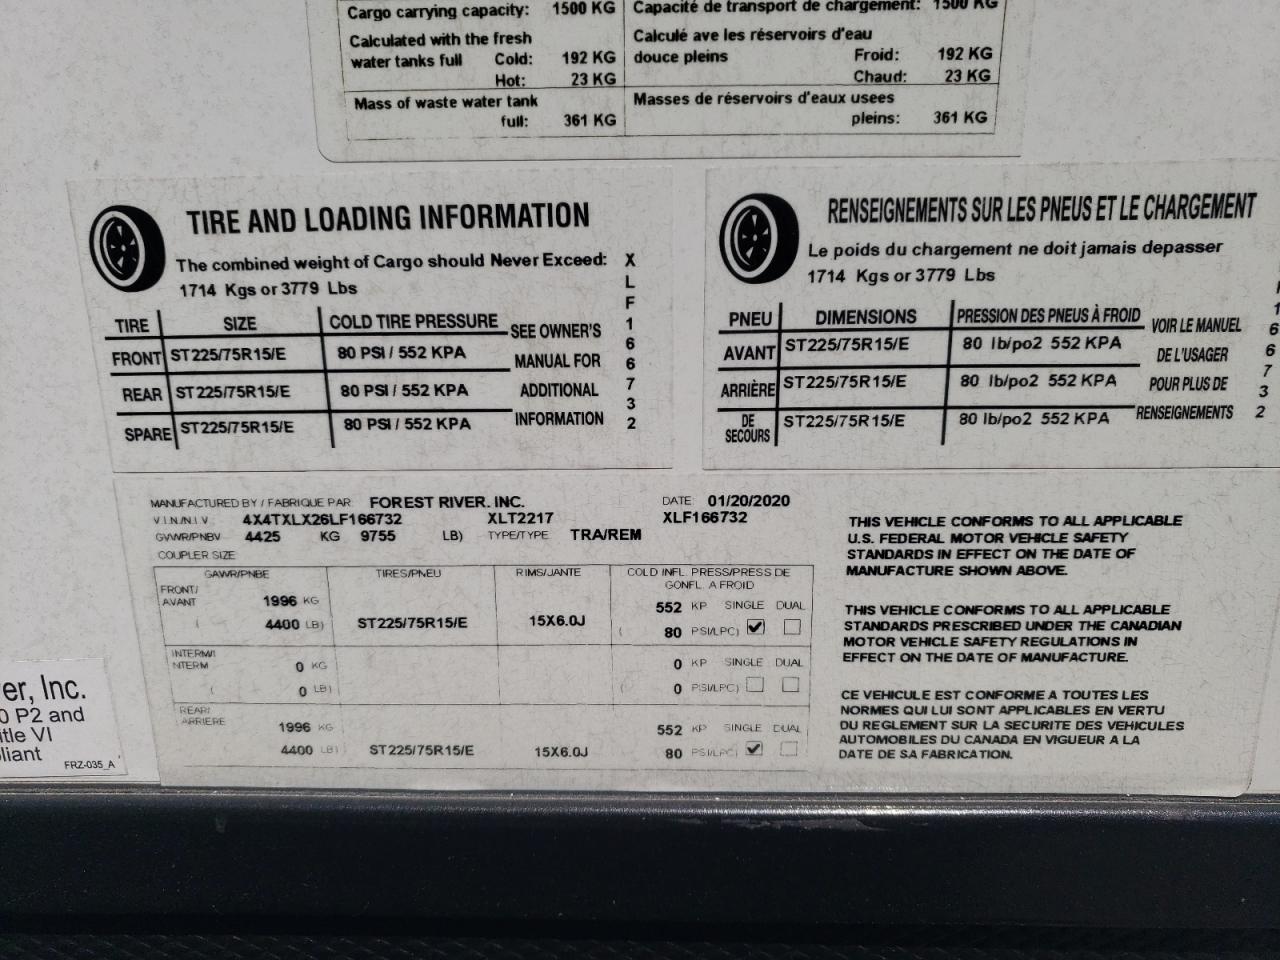 Cargo carrying capacity: 1500 KG
Capacité de transport de chargement: 1500 KG
Calculated with the fresh
water tanks full Cold: 192 KG
Hot: 23 KG
Calculé ave les réservoirs d'eau
douce pleins Froid: 192 KG
Chaud: 23 KG
Mass of waste water tank
full: 361 KG
Masses de réservoirs d'eaux usees
pleins: 361 KG
TIRE AND LOADING INFORMATION
The combined weight of Cargo should Never Exceed:
1714 Kgs or 3779 Lbs
TIRE SIZE COLD TIRE PRESSURE
FRONT ST225/75R15/E 80 PSI / 552 KPA
REAR ST225/75R15/E 80 PSI / 552 KPA
SPARE ST225/75R15/E 80 PSI / 552 KPA
SEE OWNER'S
MANUAL FOR
ADDITIONAL
INFORMATION
XLF166732
RENSEIGNEMENTS SUR LES PNEUS ET LE CHARGEMENT
Le poids du chargement ne doit jamais depasser
1714 Kgs or 3779 Lbs
PNEU DIMENSIONS PRESSION DES PNEUS À FROID
AVANT ST225/75R15/E 80 lb/po2 552 KPA
ARRIÈRE ST225/75R15/E 80 lb/po2 552 KPA
DE
SECOURS ST225/75R15/E 80 lb/po2 552 KPA
VOIR LE MANUEL
DE L'USAGER
POUR PLUS DE
RENSEIGNEMENTS
66732
MANUFACTURED BY / FABRIQUE PAR: FOREST RIVER, INC. DATE: 01/20/2020
V.I.N./N.I.V 4X4TXLX26LF166732 XLT2217 XLF166732
GVWR/PNBV 4425 KG 9755 LB) TYPE/TYPE TRA/REM
COUPLER SIZE
GAWR/PNBE TIRES/PNEU RIMS/JANTE COLD INFL. PRESS/PRESS DE
GONFL. A FROID
FRONT/
AVANT 1996 KG 552 KP SINGLE DUAL
( 4400 LB) ST225/75R15/E 15X6.0J ( 80 PSI/LPC)
INTERM/
INTERM 0 KG 0 KP SINGLE DUAL
( 0 LB) ( 0 PSI/LPC)
REAR/
ARRIERE 1996 KG 552 KP SINGLE DUAL
4400 LB) ST225/75R15/E 15X6.0J 80 PSI/LPC)
THIS VEHICLE CONFORMS TO ALL APPLICABLE
U.S. FEDERAL MOTOR VEHICLE SAFETY
STANDARDS IN EFFECT ON THE DATE OF
MANUFACTURE SHOWN ABOVE.
THIS VEHICLE CONFORMS TO ALL APPLICABLE
STANDARDS PRESCRIBED UNDER THE CANADIAN
MOTOR VEHICLE SAFETY REGULATIONS IN
EFFECT ON THE DATE OF MANUFACTURE.
CE VEHICULE EST CONFORME A TOUTES LES
NORMES QUI LUI SONT APPLICABLES EN VERTU
DU REGLEMENT SUR LA SECURITE DES VEHICULES
AUTOMOBILES DU CANADA EN VIGUEUR A LA
DATE DE SA FABRICATION.
er, Inc.
0 P2 and
itle VI
liant
FRZ-035_A